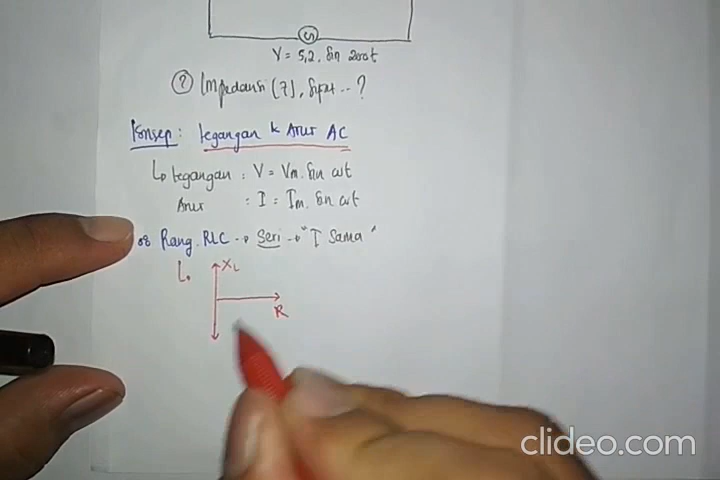 V = 5,2. Sin 200t
? Impedansi (Z), Sifat .. ?
Konsep: tegangan & Arus AC
↳ tegangan : V = Vm. Sin ωt
Arus : I = Im. Sin ωt
Rang. RLC → Seri → "I Sama"
XL
R
clideo.com